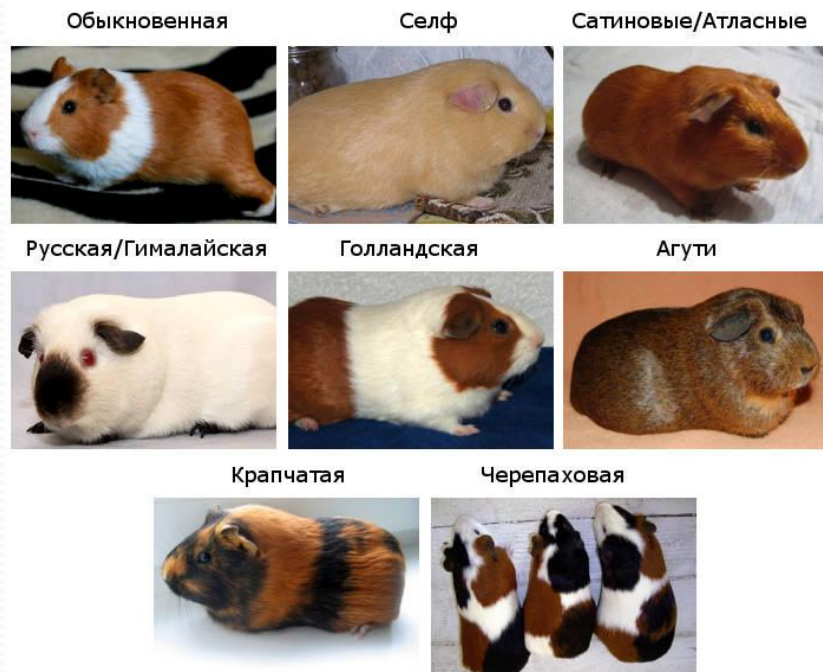 Обыкновенная Селф Сатиновые/Атласные
Русская/Гималайская Голландская Агути
Крапчатая Черепаховая